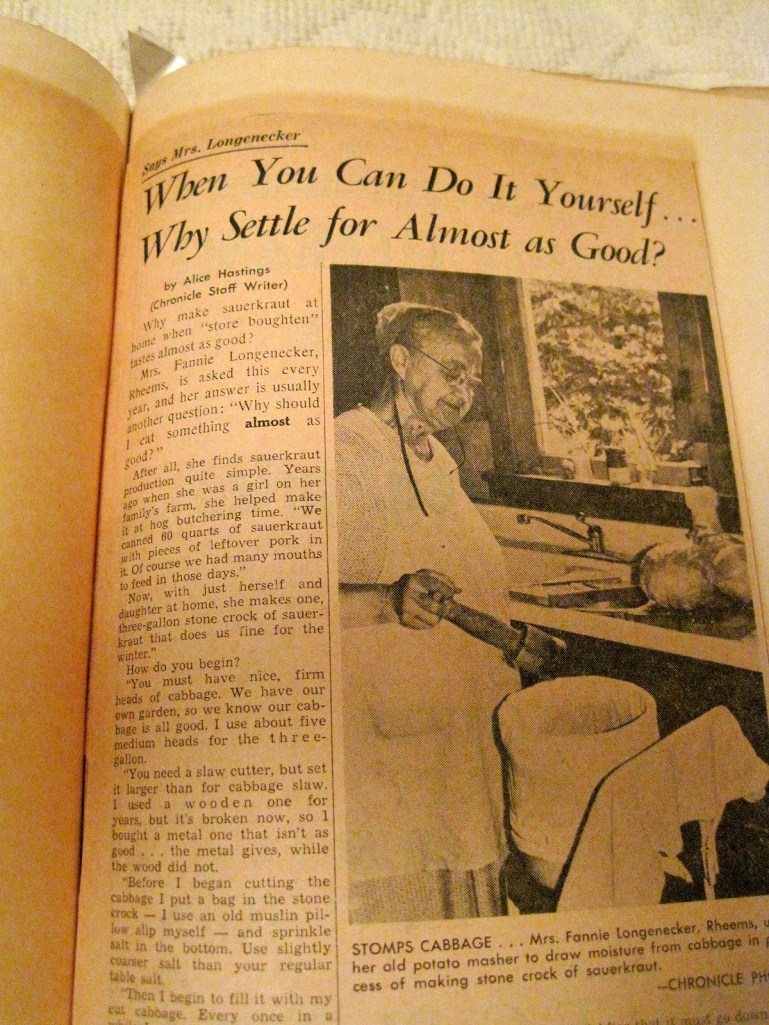 Says Mrs. Longenecker
When You Can Do It Yourself...
Why Settle for Almost as Good?
by Alice Hastings
(Chronicle Staff Writer)
Why make sauerkraut at
home when "store boughten"
tastes almost as good?
Mrs. Fannie Longenecker,
Rheems, is asked this every
year, and her answer is usually
another question: "Why should
I eat something almost as
good?"
After all, she finds sauerkraut
production quite simple. Years
ago when she was a girl on her
family's farm, she helped make
it at hog butchering time. "We
canned 60 quarts of sauerkraut
with pieces of leftover pork in
it. Of course we had many mouths
to feed in those days."
Now, with just herself and
daughter at home, she makes one,
three-gallon stone crock of sauer-
kraut that does us fine for the
winter."
How do you begin?
"You must have nice, firm
heads of cabbage. We have our
own garden, so we know our cab-
bage is all good. I use about five
medium heads for the three-
gallon.
"You need a slaw cutter, but set
it larger than for cabbage slaw.
I used a wooden one for
years, but it's broken now, so I
bought a metal one that isn't as
good . . . the metal gives, while
the wood did not.
"Before I began cutting the
cabbage I put a bag in the stone
crock — I use an old muslin pil-
low slip myself — and sprinkle
salt in the bottom. Use slightly
coarser salt than your regular
table salt.
"Then I begin to fill it with my
cut cabbage. Every once in a
STOMPS CABBAGE . . . Mrs. Fannie Longenecker, Rheems, u
her old potato masher to draw moisture from cabbage in p
cess of making stone crock of sauerkraut.
—CHRONICLE PH
that it must go down